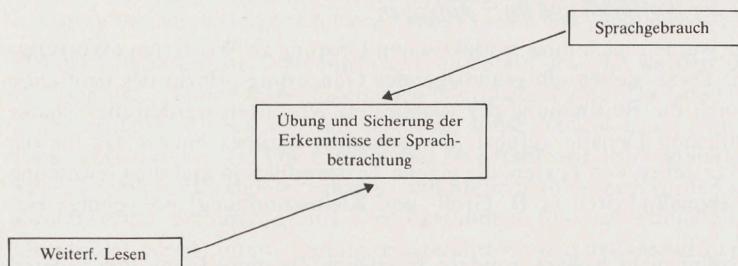 Sprachgebrauch
Übung und Sicherung der
Erkenntnisse der Sprach-
betrachtung
Weiterf. Lesen